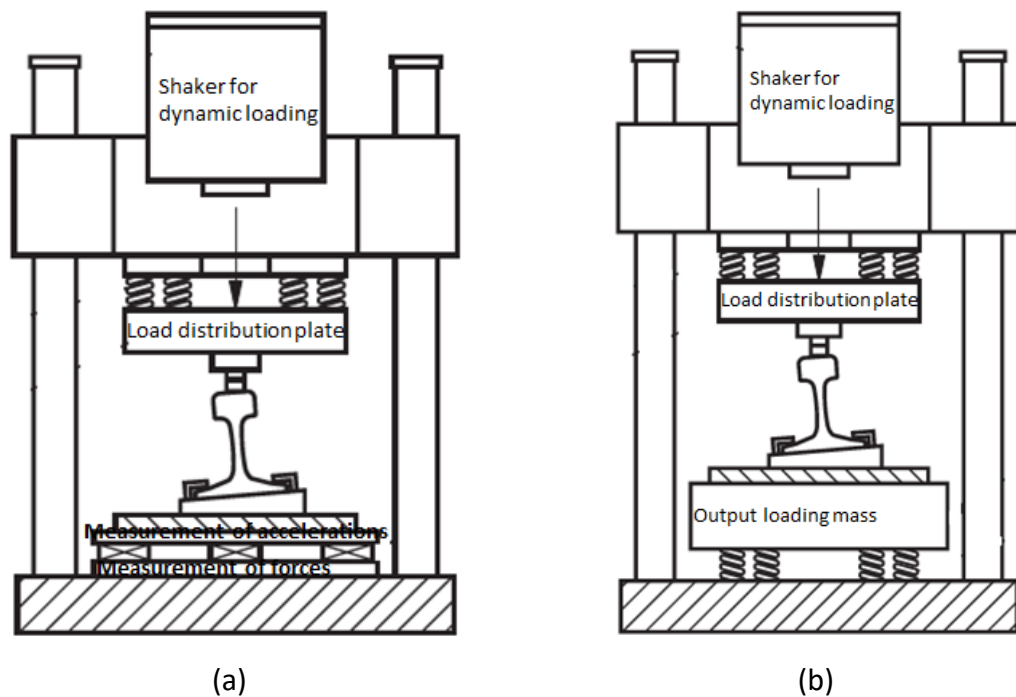 Shaker for
dynamic loading
Load distribution plate
Measurement of accelerations
Measurement of forces
(a)
Shaker for
dynamic loading
Load distribution plate
Output loading mass
(b)